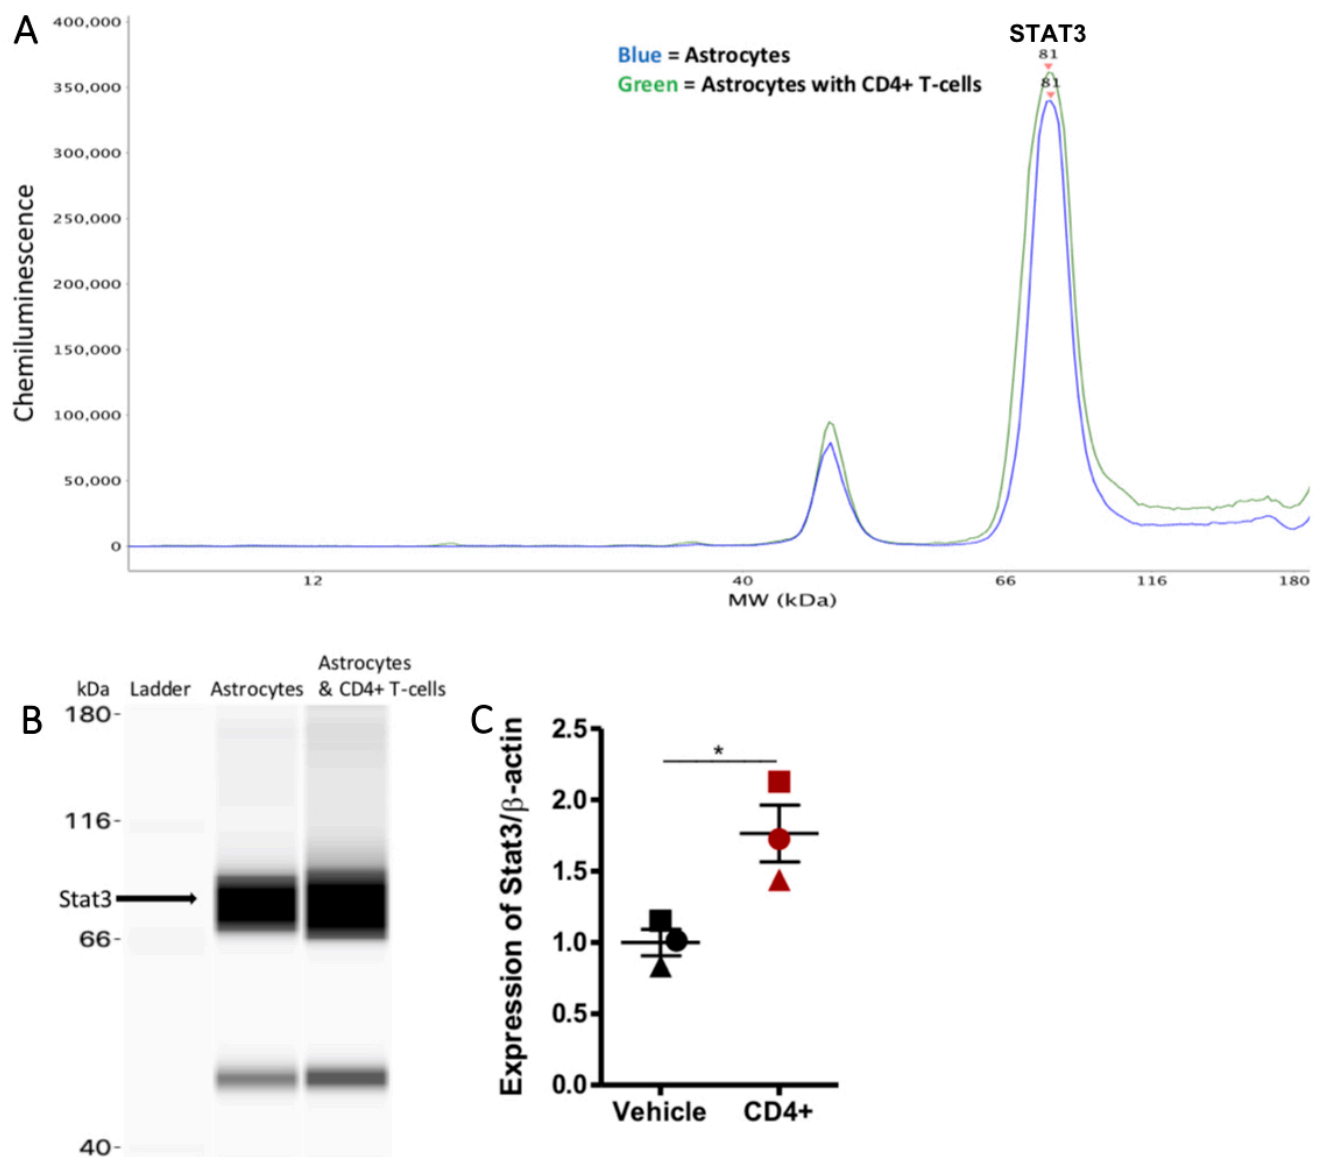 A
400,000
350,000
300,000
250,000
200,000
150,000
100,000
50,000
0
Chemiluminescence
Blue = Astrocytes
Green = Astrocytes with CD4+ T-cells
STAT3
81
81
12
40
66
116
180
MW (kDa)
B
kDa
Ladder
Astrocytes
Astrocytes
& CD4+ T-cells
180-
116-
Stat3
66-
40-
C
Expression of Stat3/β-actin
2.5
2.0
1.5
1.0
0.5
0.0
*
Vehicle
CD4+